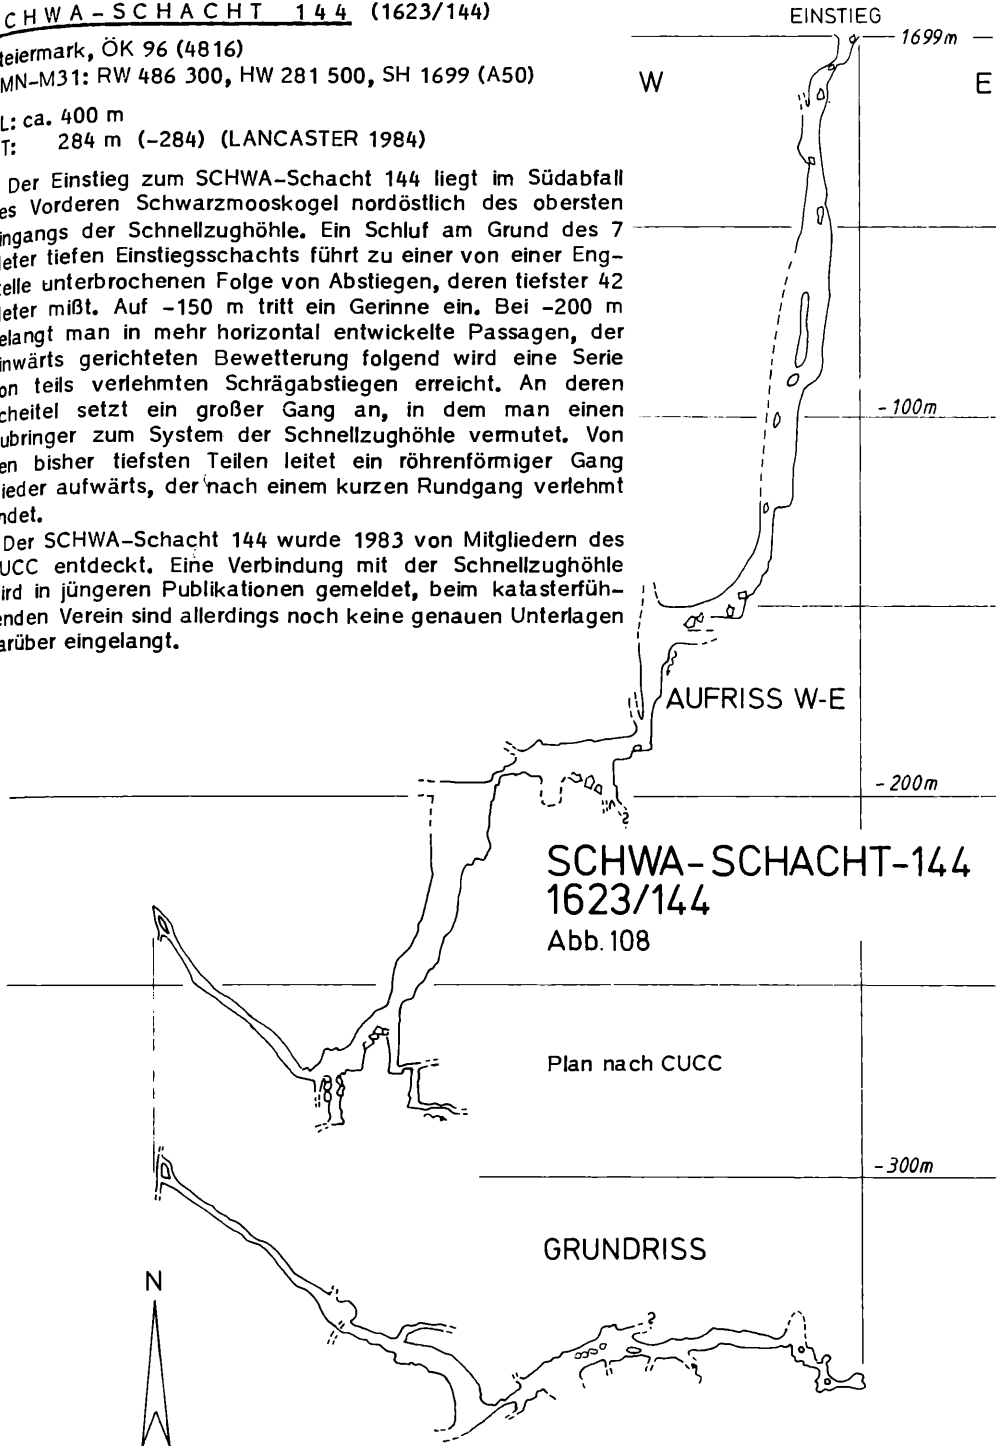 CHWA-SCHACHT 144 (1623/144)
teiermark, ÖK 96 (4816)
MN-M31: RW 486 300, HW 281 500, SH 1699 (A50)
L: ca. 400 m
T: 284 m (-284) (LANCASTER 1984)
Der Einstieg zum SCHWA-Schacht 144 liegt im Südabfall
es Vorderen Schwarzmooskogel nordöstlich des obersten
ingangs der Schnellzughöhle. Ein Schluf am Grund des 7
eter tiefen Einstiegsschachts führt zu einer von einer Eng-
elle unterbrochenen Folge von Abstiegen, deren tiefster 42
eter mißt. Auf -150 m tritt ein Gerinne ein. Bei -200 m
elangt man in mehr horizontal entwickelte Passagen, der
inwärts gerichteten Bewetterung folgend wird eine Serie
on teils verlehmten Schrägabstiegen erreicht. An deren
cheitel setzt ein großer Gang an, in dem man einen
ubringer zum System der Schnellzughöhle vermutet. Von
en bisher tiefsten Teilen leitet ein röhrenförmiger Gang
ieder aufwärts, der nach einem kurzen Rundgang verlehmt
ndet.
Der SCHWA-Schacht 144 wurde 1983 von Mitgliedern des
UCC entdeckt. Eine Verbindung mit der Schnellzughöhle
ird in jüngeren Publikationen gemeldet, beim katasterfüh-
enden Verein sind allerdings noch keine genauen Unterlagen
arüber eingelangt.
EINSTIEG
1699m
W E
-100m
AUFRISS W-E
-200m
?
SCHWA-SCHACHT-144
1623/144
Abb. 108
Plan nach CUCC
-300m
GRUNDRISS
N
?